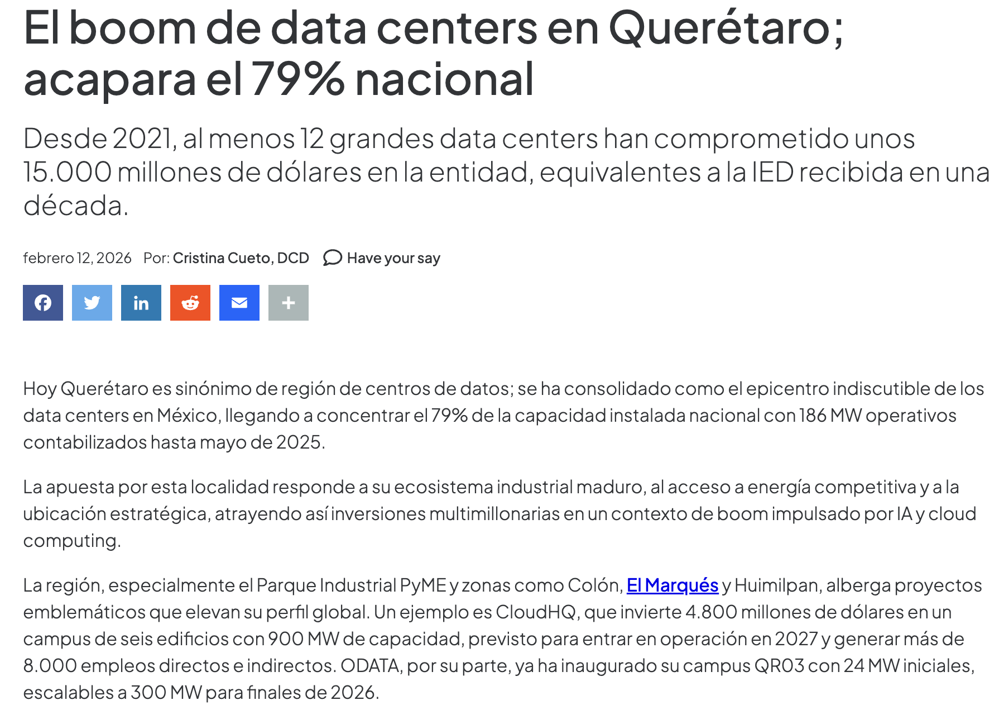 El boom de data centers en Querétaro;
acapara el 79% nacional
Desde 2021, al menos 12 grandes data centers han comprometido unos
15.000 millones de dólares en la entidad, equivalentes a la IED recibida en una
década.
febrero 12, 2026 Por: Cristina Cueto, DCD Have your say
Hoy Querétaro es sinónimo de región de centros de datos; se ha consolidado como el epicentro indiscutible de los
data centers en México, llegando a concentrar el 79% de la capacidad instalada nacional con 186 MW operativos
contabilizados hasta mayo de 2025.
La apuesta por esta localidad responde a su ecosistema industrial maduro, al acceso a energía competitiva y a la
ubicación estratégica, atrayendo así inversiones multimillonarias en un contexto de boom impulsado por IA y cloud
computing.
La región, especialmente el Parque Industrial PyME y zonas como Colón, El Marqués y Huimilpan, alberga proyectos
emblemáticos que elevan su perfil global. Un ejemplo es CloudHQ, que invierte 4.800 millones de dólares en un
campus de seis edificios con 900 MW de capacidad, previsto para entrar en operación en 2027 y generar más de
8.000 empleos directos e indirectos. ODATA, por su parte, ya ha inaugurado su campus QR03 con 24 MW iniciales,
escalables a 300 MW para finales de 2026.